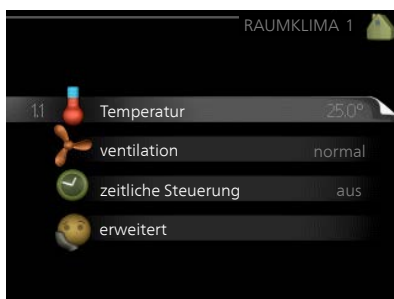 RAUMKLIMA 1
1.1 Temperatur 25.0°
ventilation normal
zeitliche Steuerung aus
erweitert